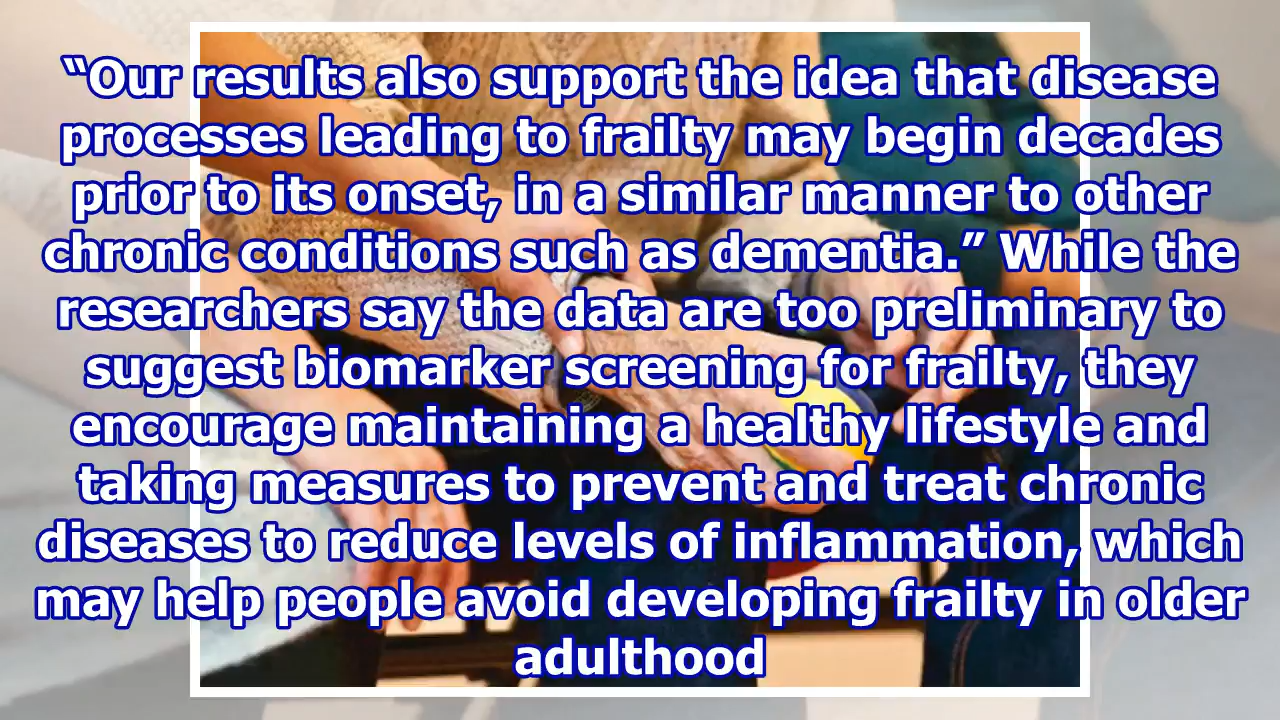 “Our results also support the idea that disease
processes leading to frailty may begin decades
prior to its onset, in a similar manner to other
chronic conditions such as dementia.” While the
researchers say the data are too preliminary to
suggest biomarker screening for frailty, they
encourage maintaining a healthy lifestyle and
taking measures to prevent and treat chronic
diseases to reduce levels of inflammation, which
may help people avoid developing frailty in older
adulthood